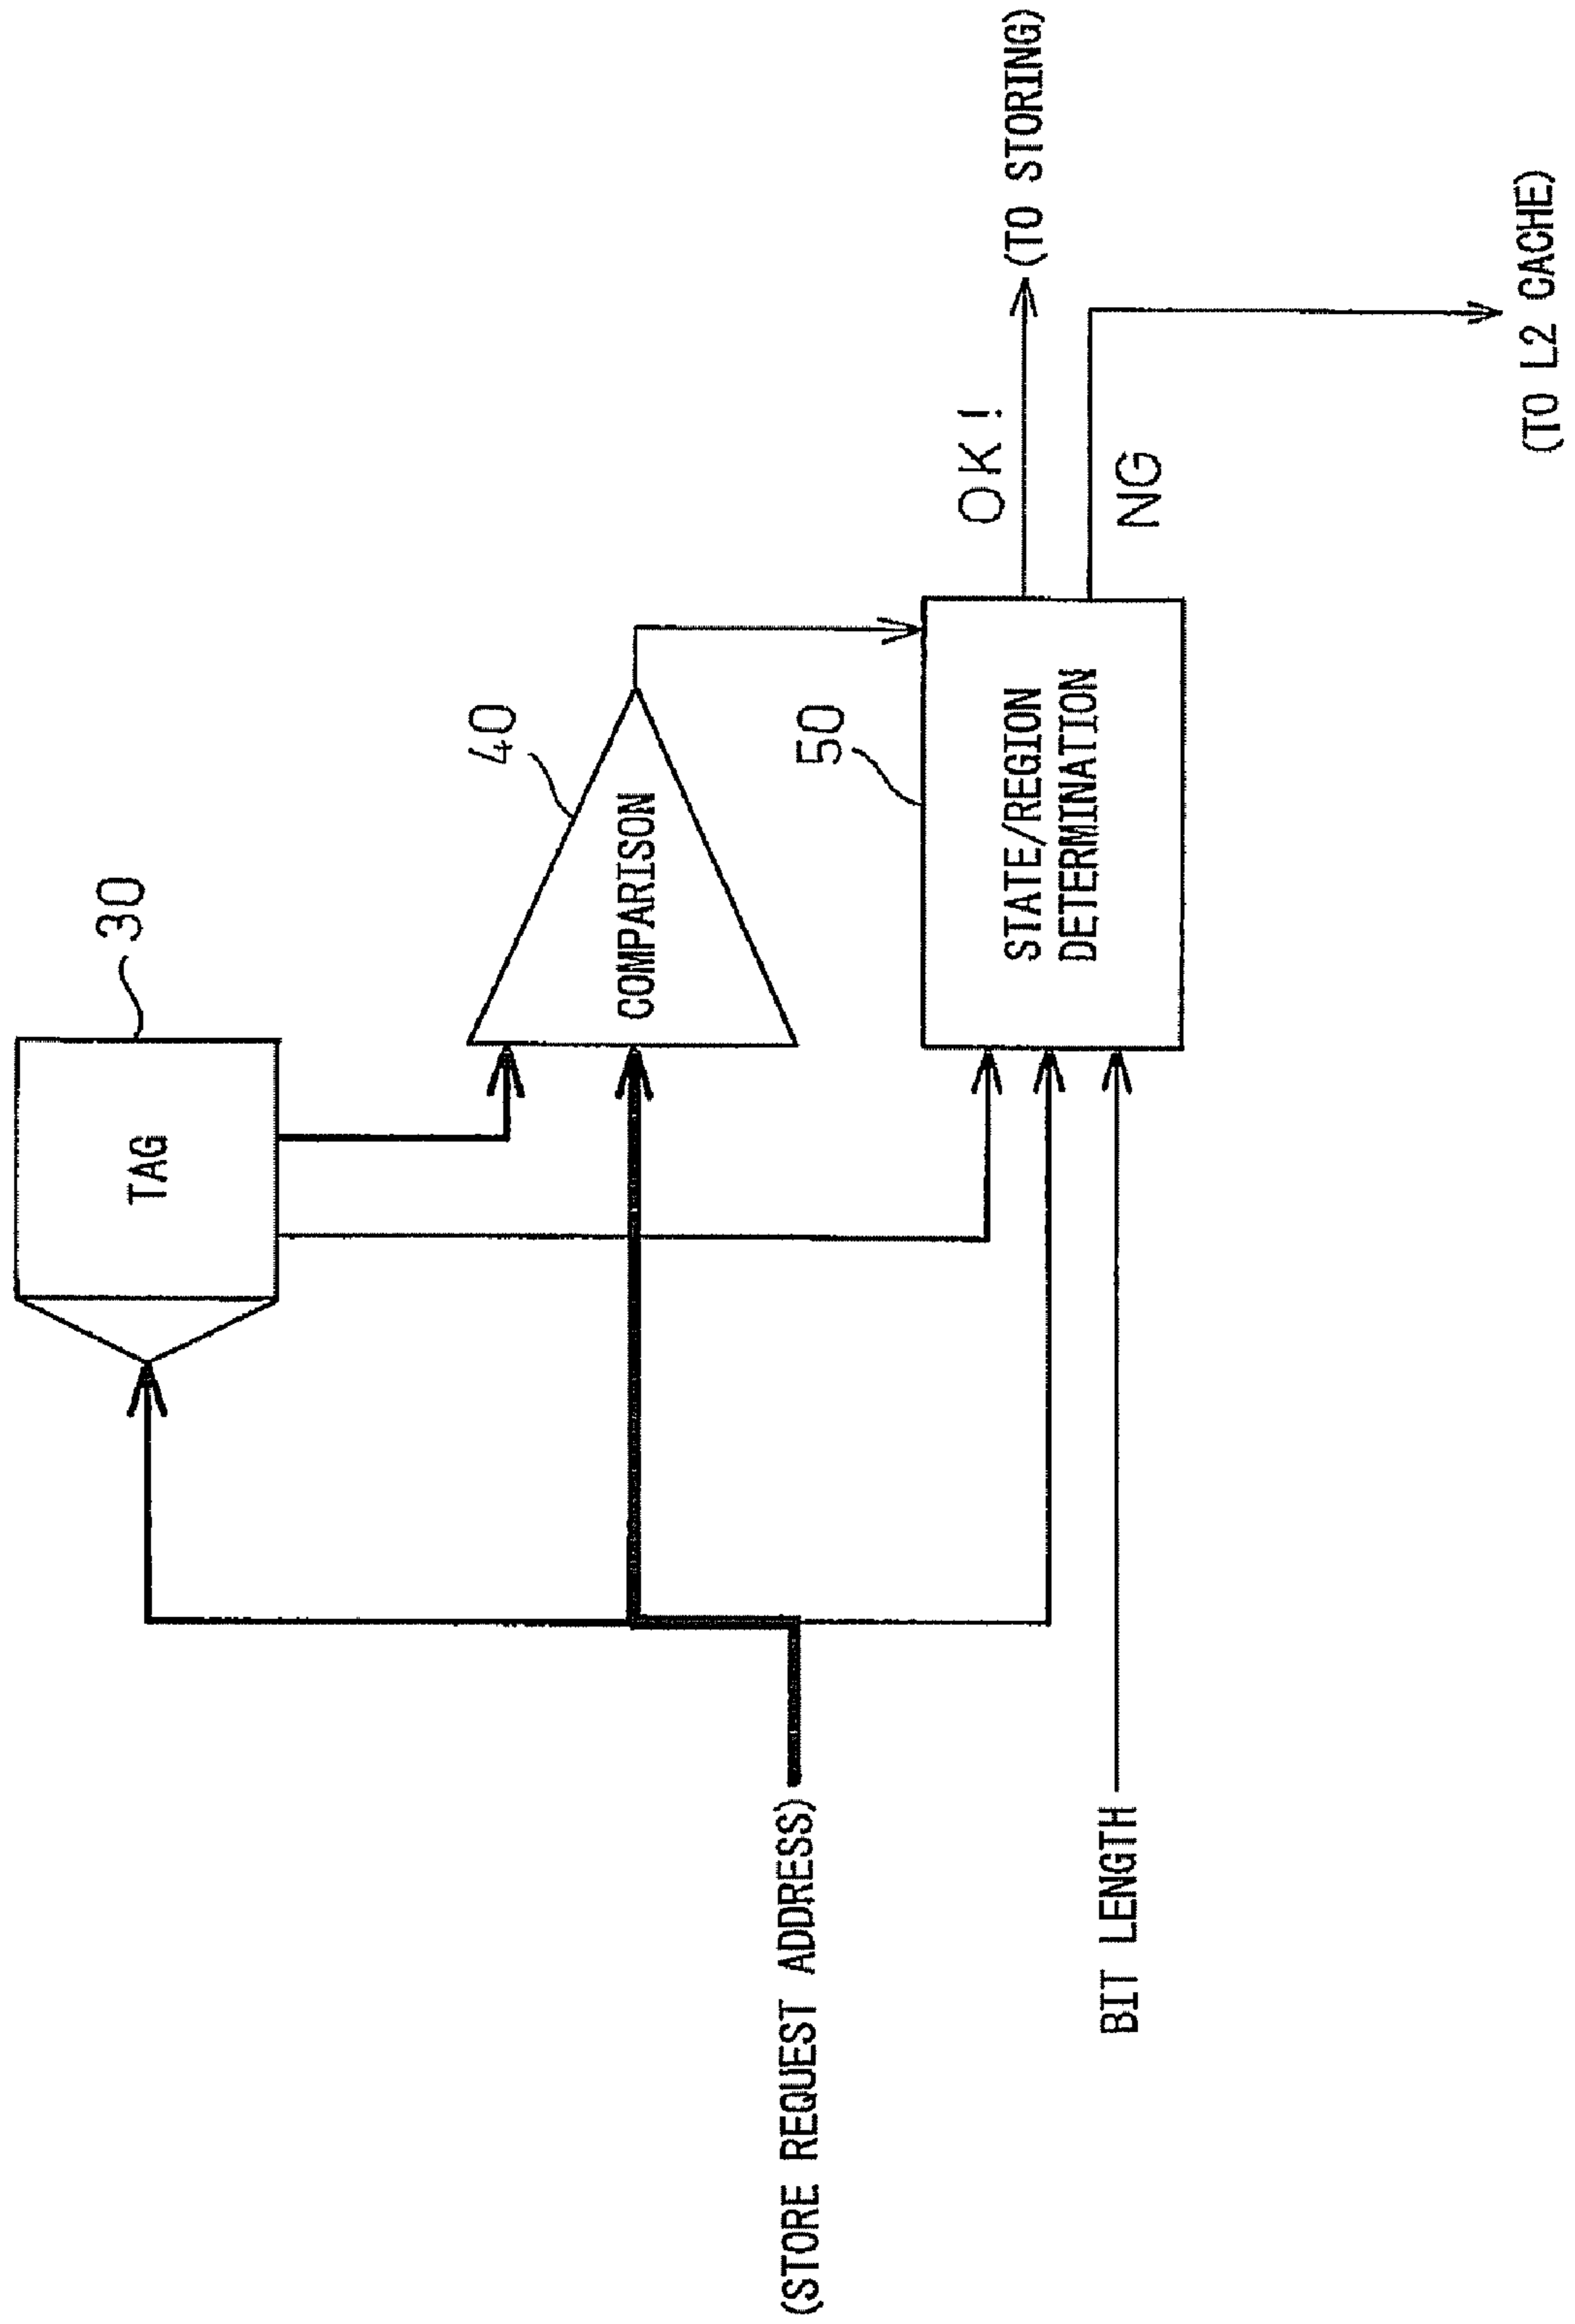 30
TAG
40
COMPARISON
50
STATE/REGION
DETERMINATION
OK!
(TO STORING)
NG
(TO L2 CACHE)
(STORE REQUEST ADDRESS)
BIT LENGTH